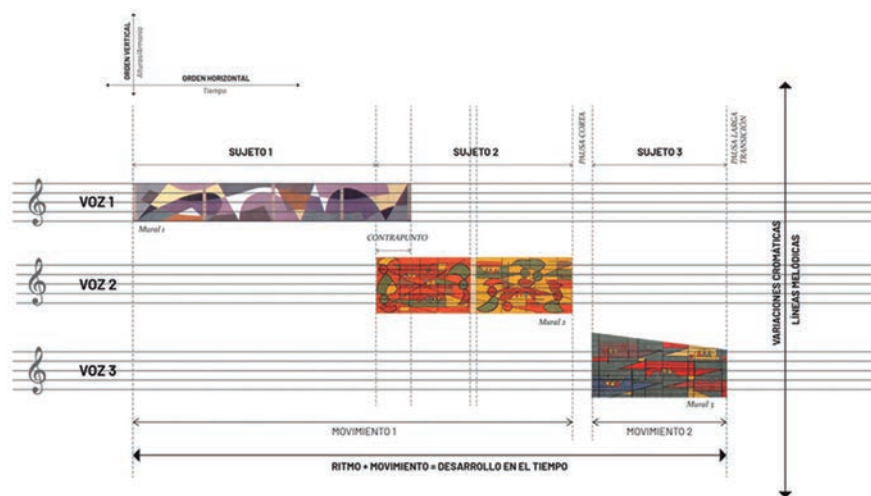 ORDEN VERTICAL
Alturas/Armonía
ORDEN HORIZONTAL
Tiempo
SUJETO 1
SUJETO 2
PAUSA CORTA
SUJETO 3
PAUSA LARGA
TRANSICIÓN
VOZ 1
Mural 1
CONTRAPUNTO
VOZ 2
Mural 2
VOZ 3
Mural 3
VARIACIONES CROMÁTICAS
LÍNEAS MELÓDICAS
MOVIMIENTO 1
MOVIMIENTO 2
RITMO + MOVIMIENTO = DESARROLLO EN EL TIEMPO